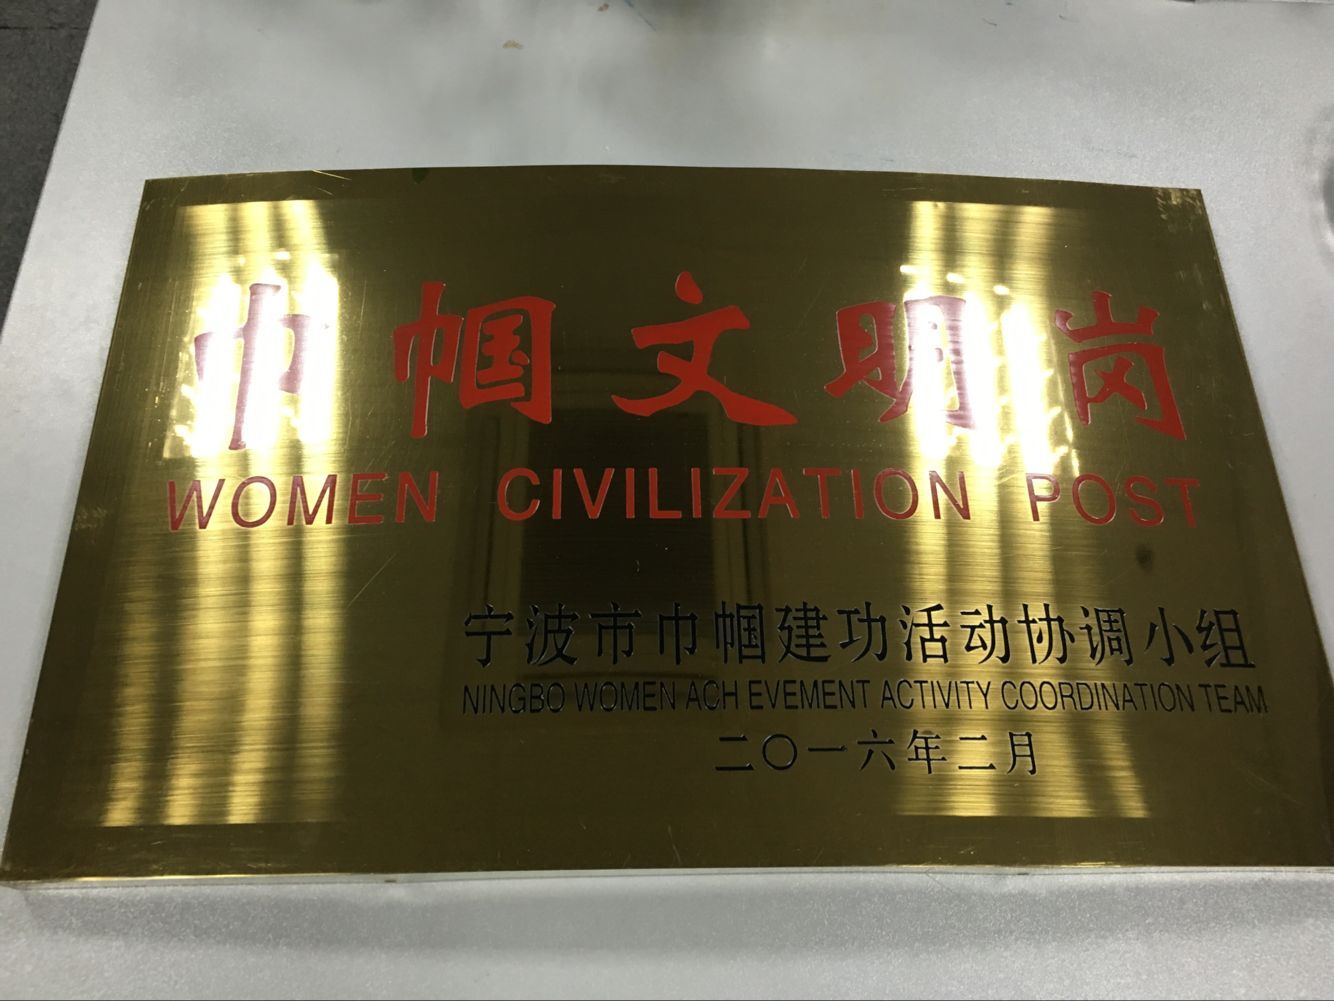 巾帼文明岗
WOMEN CIVILIZATION POST
宁波市巾帼建功活动协调小组
NINGBO WOMEN ACH EVEMENT ACTIVITY COORDINATION TEAM
二〇一六年二月